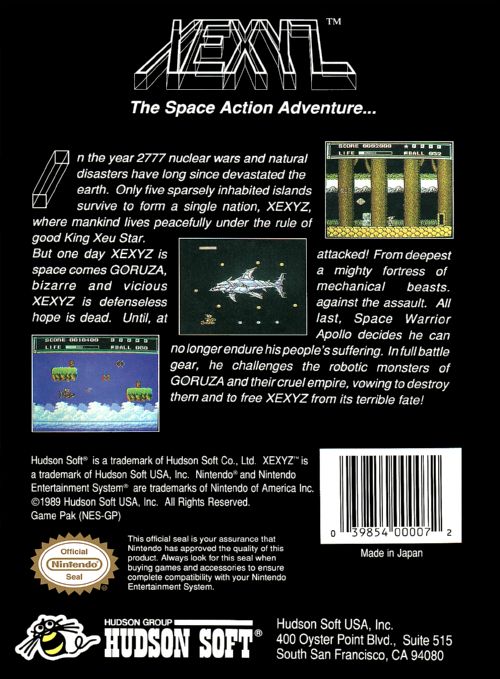 XEXYZ™
The Space Action Adventure...
In the year 2777 nuclear wars and natural
disasters have long since devastated the
earth. Only five sparsely inhabited islands
survive to form a single nation, XEXYZ,
where mankind lives peacefully under the rule of
good King Xeu Star.
But one day XEXYZ is attacked! From deepest
space comes GORUZA, a mighty fortress of
bizarre and vicious mechanical beasts.
XEXYZ is defenseless against the assault. All
hope is dead. Until, at last, Space Warrior
Apollo decides he can
no longer endure his people's suffering. In full battle
gear, he challenges the robotic monsters of
GORUZA and their cruel empire, vowing to destroy
them and to free XEXYZ from its terrible fate!
SCORE
LIFE
BALL
SCORE
LIFE
BALL
Hudson Soft® is a trademark of Hudson Soft Co., Ltd. XEXYZ™ is
a trademark of Hudson Soft USA, Inc. Nintendo® and Nintendo
Entertainment System® are trademarks of Nintendo of America Inc.
©1989 Hudson Soft USA, Inc. All Rights Reserved.
Game Pak (NES-GP)
0 39854 00007 2
Made in Japan
Official
Nintendo®
Seal
This official seal is your assurance that
Nintendo has approved the quality of this
product. Always look for this seal when
buying games and accessories to ensure
complete compatibility with your Nintendo
Entertainment System.
HUDSON GROUP
HUDSON SOFT®
Hudson Soft USA, Inc.
400 Oyster Point Blvd., Suite 515
South San Francisco, CA 94080